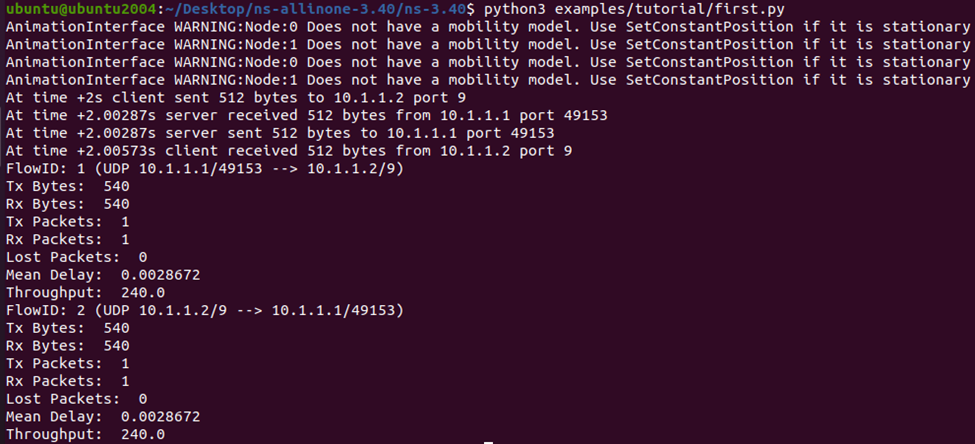 ubuntu@ubuntu2004:~/Desktop/ns-allinone-3.40/ns-3.40$ python3 examples/tutorial/first.py
AnimationInterface WARNING:Node:0 Does not have a mobility model. Use SetConstantPosition if it is stationary
AnimationInterface WARNING:Node:1 Does not have a mobility model. Use SetConstantPosition if it is stationary
AnimationInterface WARNING:Node:0 Does not have a mobility model. Use SetConstantPosition if it is stationary
AnimationInterface WARNING:Node:1 Does not have a mobility model. Use SetConstantPosition if it is stationary
At time +2s client sent 512 bytes to 10.1.1.2 port 9
At time +2.00287s server received 512 bytes from 10.1.1.1 port 49153
At time +2.00287s server sent 512 bytes to 10.1.1.1 port 49153
At time +2.00573s client received 512 bytes from 10.1.1.2 port 9
FlowID: 1 (UDP 10.1.1.1/49153 --> 10.1.1.2/9)
Tx Bytes:  540
Rx Bytes:  540
Tx Packets:  1
Rx Packets:  1
Lost Packets:  0
Mean Delay:  0.0028672
Throughput:  240.0
FlowID: 2 (UDP 10.1.1.2/9 --> 10.1.1.1/49153)
Tx Bytes:  540
Rx Bytes:  540
Tx Packets:  1
Rx Packets:  1
Lost Packets:  0
Mean Delay:  0.0028672
Throughput:  240.0